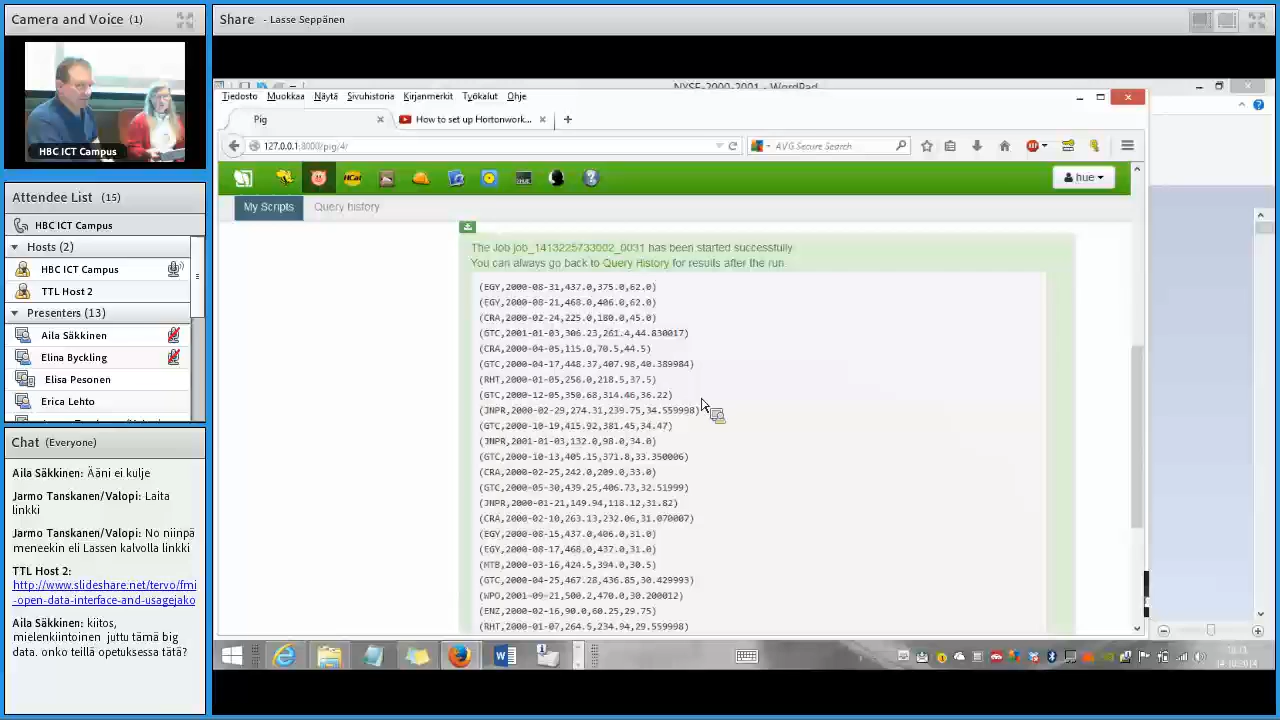 Camera and Voice (1)
HBC ICT Campus
Attendee List (15)
HBC ICT Campus
Hosts (2)
HBC ICT Campus
TTL Host 2
Presenters (13)
Aila Säkkinen
Elina Byckling
Elisa Pesonen
Erica Lehto
Chat (Everyone)
Aila Säkkinen: Ääni ei kulje
Jarmo Tanskanen/Valopi: Laita
linkki
Jarmo Tanskanen/Valopi: No niinpä
meneekin eli Lassen kalvolla linkki
TTL Host 2:
http://www.slideshare.net/tervo/fmi
-open-data-interface-and-usagejako
Aila Säkkinen: kiitos,
mielenkiintoinen juttu tämä big
data. onko teillä opetuksessa tätä?
Share - Lasse Seppänen
NYSE-2000-2001 - WordPad
Tiedosto Muokkaa Näytä Sivuhistoria Kirjanmerkit Työkalut Ohje
Pig
How to set up Hortonwork...
127.0.0.1:8000/pig/4/
AVG Secure Search
HCat
hue
My Scripts Query history
The Job job_1413225733002_0031 has been started successfully.
You can always go back to Query History for results after the run.
(EGY,2000-08-31,437.0,375.0,62.0)
(EGY,2000-08-21,468.0,406.0,62.0)
(CRA,2000-02-24,225.0,180.0,45.0)
(GTC,2001-01-03,306.23,261.4,44.830017)
(CRA,2000-04-05,115.0,70.5,44.5)
(GTC,2000-04-17,448.37,407.98,40.389984)
(RHT,2000-01-05,256.0,218.5,37.5)
(GTC,2000-12-05,350.68,314.46,36.22)
(JNPR,2000-02-29,274.31,239.75,34.559998)
(GTC,2000-10-19,415.92,381.45,34.47)
(JNPR,2001-01-03,132.0,98.0,34.0)
(GTC,2000-10-13,405.15,371.8,33.350006)
(CRA,2000-02-25,242.0,209.0,33.0)
(GTC,2000-05-30,439.25,406.73,32.51999)
(JNPR,2000-01-21,149.94,118.12,31.82)
(CRA,2000-02-10,263.13,232.06,31.070007)
(EGY,2000-08-15,437.0,406.0,31.0)
(EGY,2000-08-17,468.0,437.0,31.0)
(MTB,2000-03-16,424.5,394.0,30.5)
(GTC,2000-04-25,467.28,436.85,30.429993)
(WPO,2001-09-21,500.2,470.0,30.200012)
(ENZ,2000-02-16,90.0,60.25,29.75)
(RHT,2000-01-07,264.5,234.94,29.559998)